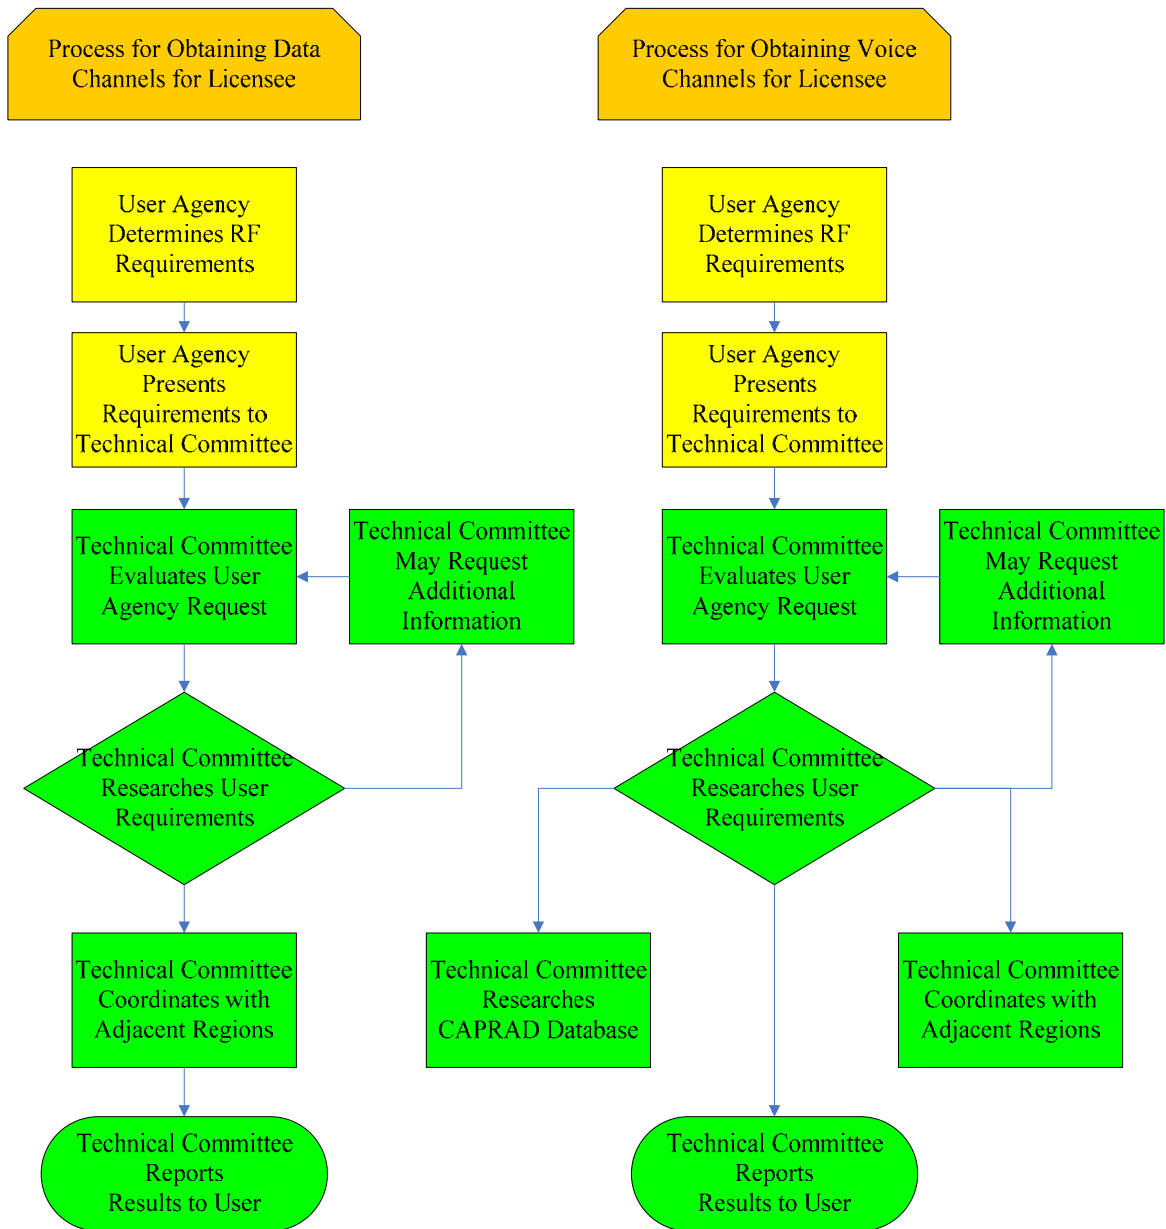 Process for Obtaining Data
Channels for Licensee
User Agency
Determines RF
Requirements
User Agency
Presents
Requirements to
Technical Committee
Technical Committee
Evaluates User
Agency Request
Technical Committee
May Request
Additional
Information
Technical Committee
Researches User
Requirements
Technical Committee
Coordinates with
Adjacent Regions
Technical Committee
Reports
Results to User
Process for Obtaining Voice
Channels for Licensee
User Agency
Determines RF
Requirements
User Agency
Presents
Requirements to
Technical Committee
Technical Committee
Evaluates User
Agency Request
Technical Committee
May Request
Additional
Information
Technical Committee
Researches User
Requirements
Technical Committee
Researches
CAPRAD Database
Technical Committee
Coordinates with
Adjacent Regions
Technical Committee
Reports
Results to User